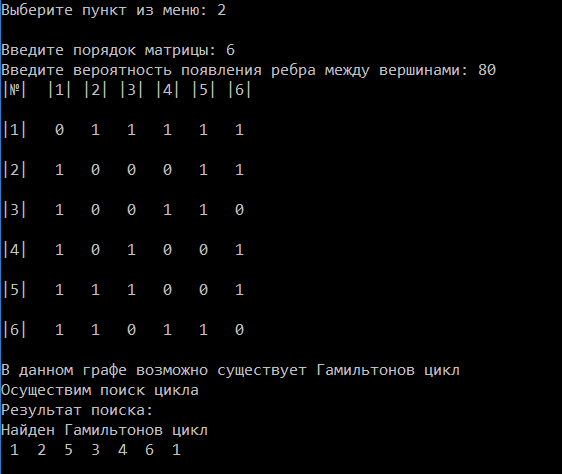 Выберите пункт из меню: 2
Введите порядок матрицы: 6
Введите вероятность появления ребра между вершинами: 80
|№| |1| |2| |3| |4| |5| |6|
|1| 0 1 1 1 1 1
|2| 1 0 0 0 1 1
|3| 1 0 0 1 1 0
|4| 1 0 1 0 0 1
|5| 1 1 1 0 0 1
|6| 1 1 0 1 1 0
В данном графе возможно существует Гамильтонов цикл
Осуществим поиск цикла
Результат поиска:
Найден Гамильтонов цикл
1 2 5 3 4 6 1